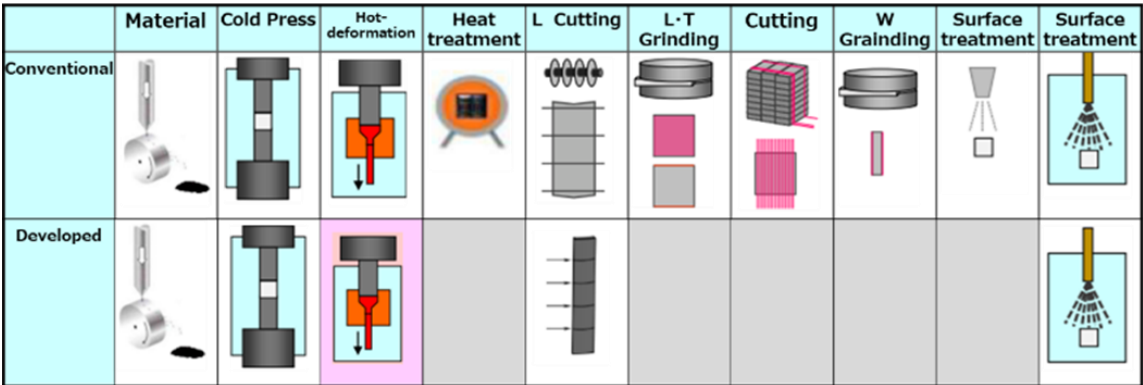 Material
Cold Press
Hot-
deformation
Heat
treatment
L Cutting
L·T
Grinding
Cutting
W
Grainding
Surface
treatment
Surface
treatment
Conventional
Developed